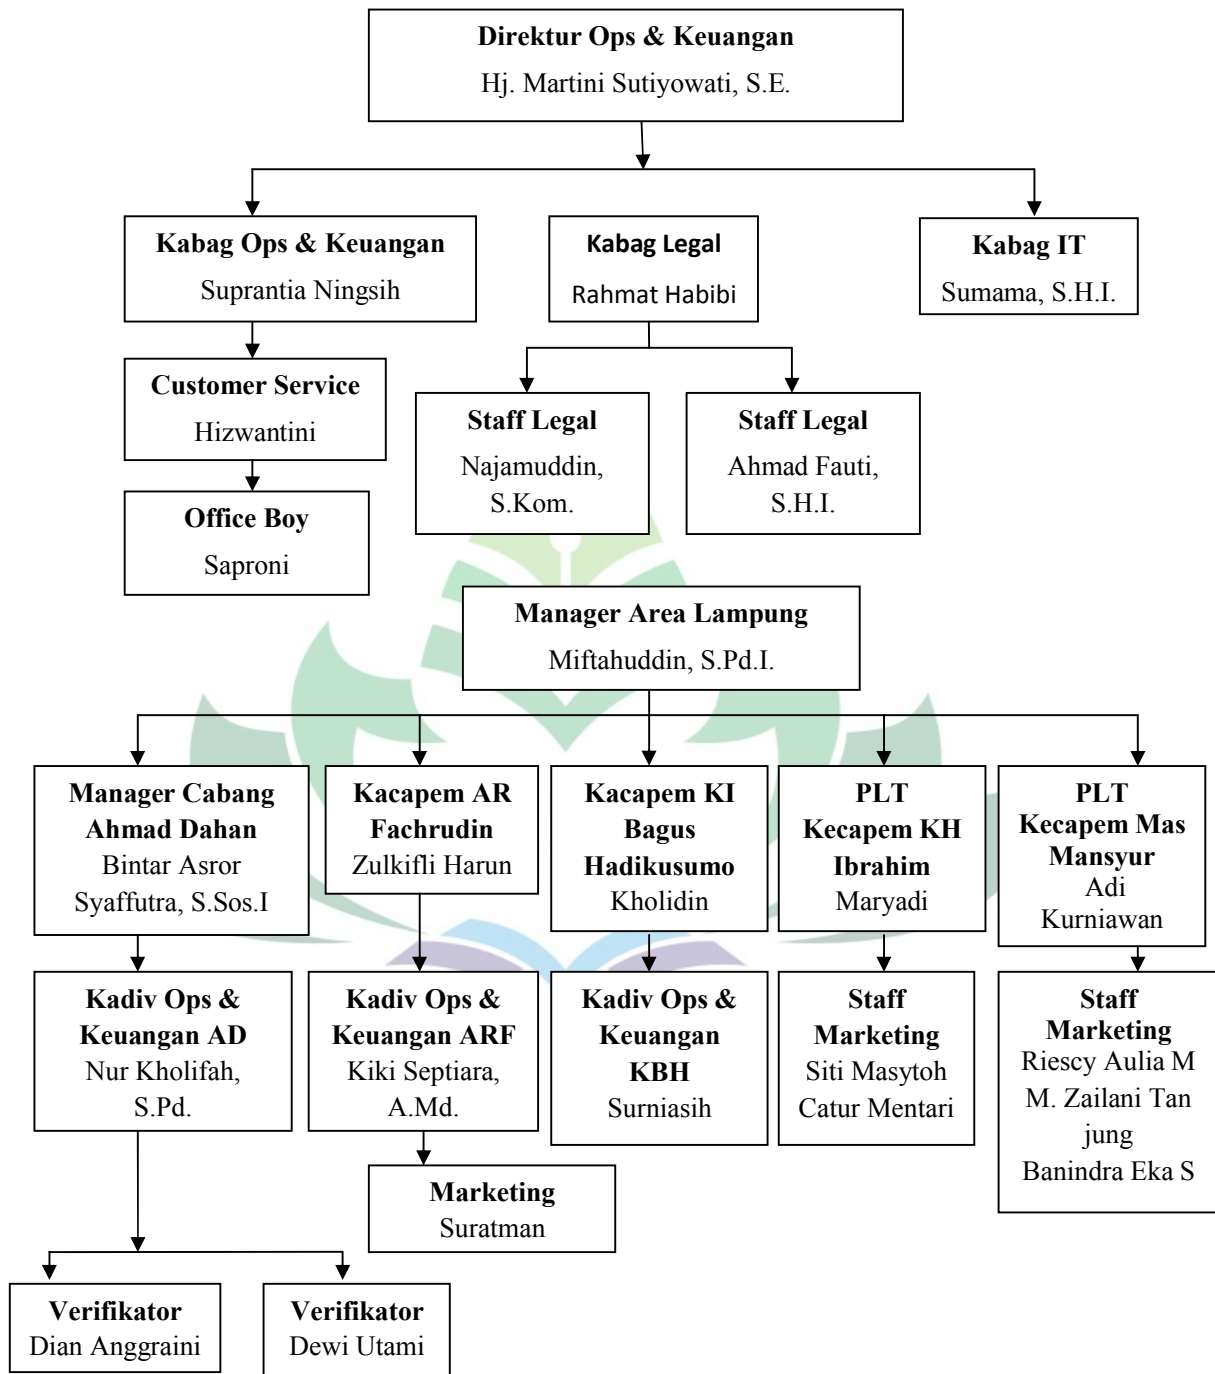 Direktur Ops & Keuangan
Hj. Martini Sutiyowati, S.E.
Kabag Ops & Keuangan
Suprantia Ningsih
Kabag Legal
Rahmat Habibi
Kabag IT
Sumama, S.H.I.
Customer Service
Hizwantini
Staff Legal
Najamuddin,
S.Kom.
Staff Legal
Ahmad Fauti,
S.H.I.
Office Boy
Saproni
Manager Area Lampung
Miftahuddin, S.Pd.I.
Manager Cabang
Ahmad Dahan
Bintar Asror
Syaffutra, S.Sos.I
Kacapem AR
Fachrudin
Zulkifli Harun
Kacapem KI
Bagus
Hadikusumo
Kholidin
PLT
Kecapem KH
Ibrahim
Maryadi
PLT
Kecapem Mas
Mansyur
Adi
Kurniawan
Kadiv Ops &
Keuangan AD
Nur Kholifah,
S.Pd.
Kadiv Ops &
Keuangan ARF
Kiki Septiara,
A.Md.
Kadiv Ops &
Keuangan
KBH
Surniasih
Staff
Marketing
Siti Masytoh
Catur Mentari
Staff
Marketing
Riescy Aulia M
M. Zailani Tan
jung
Banindra Eka S
Marketing
Suratman
Verifikator
Dian Anggraini
Verifikator
Dewi Utami